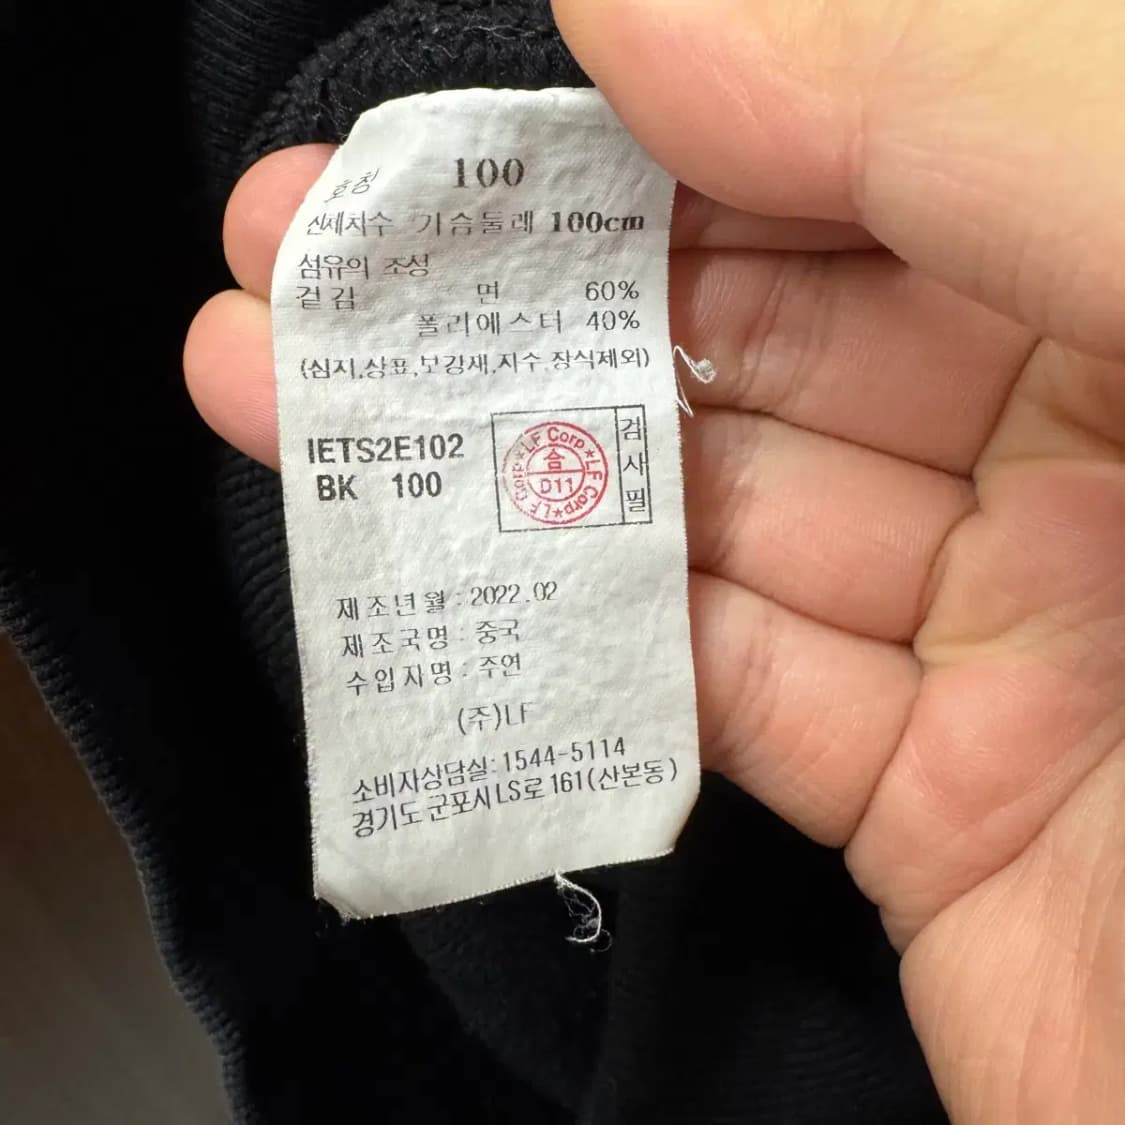 호칭 100
신체치수 가슴둘레 100cm
섬유의 조성
겉감 면 60%
폴리에스터 40%
(심지,상표,보강재,자수,장식제외)
IETS2E102
BK 100
LF Corp★LF Corp★LF Corp★
합
D11
검사필
제조년월 : 2022.02
제조국명 : 중국
수입자명 : 주연
(주)LF
소비자상담실: 1544-5114
경기도 군포시 LS로 161(산본동)